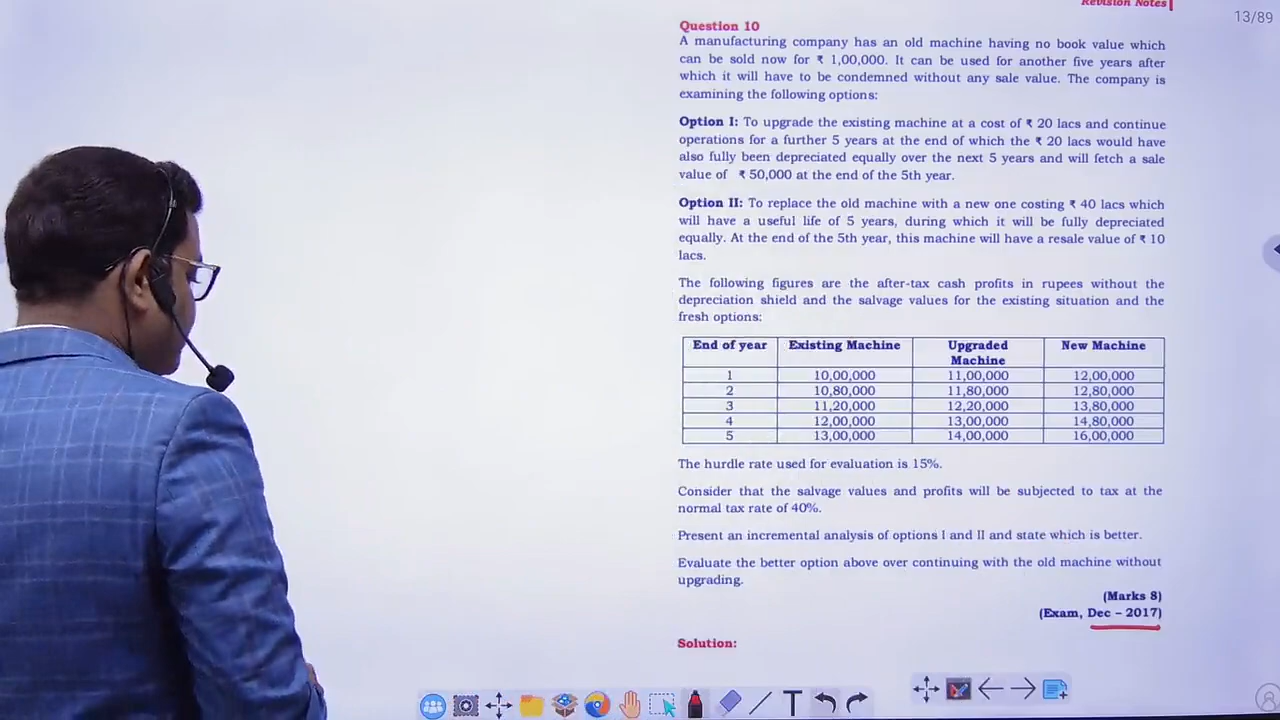 Revision Notes
13/89
Question 10
A manufacturing company has an old machine having no book value which
can be sold now for ₹ 1,00,000. It can be used for another five years after
which it will have to be condemned without any sale value. The company is
examining the following options:
Option I: To upgrade the existing machine at a cost of ₹ 20 lacs and continue
operations for a further 5 years at the end of which the ₹ 20 lacs would have
also fully been depreciated equally over the next 5 years and will fetch a sale
value of ₹ 50,000 at the end of the 5th year.
Option II: To replace the old machine with a new one costing ₹ 40 lacs which
will have a useful life of 5 years, during which it will be fully depreciated
equally. At the end of the 5th year, this machine will have a resale value of ₹ 10
lacs.
The following figures are the after-tax cash profits in rupees without the
depreciation shield and the salvage values for the existing situation and the
fresh options:
End of year Existing Machine Upgraded Machine New Machine
1 10,00,000 11,00,000 12,00,000
2 10,80,000 11,80,000 12,80,000
3 11,20,000 12,20,000 13,80,000
4 12,00,000 13,00,000 14,80,000
5 13,00,000 14,00,000 16,00,000
The hurdle rate used for evaluation is 15%.
Consider that the salvage values and profits will be subjected to tax at the
normal tax rate of 40%.
Present an incremental analysis of options I and II and state which is better.
Evaluate the better option above over continuing with the old machine without
upgrading.
(Marks 8)
(Exam, Dec – 2017)
Solution:
T